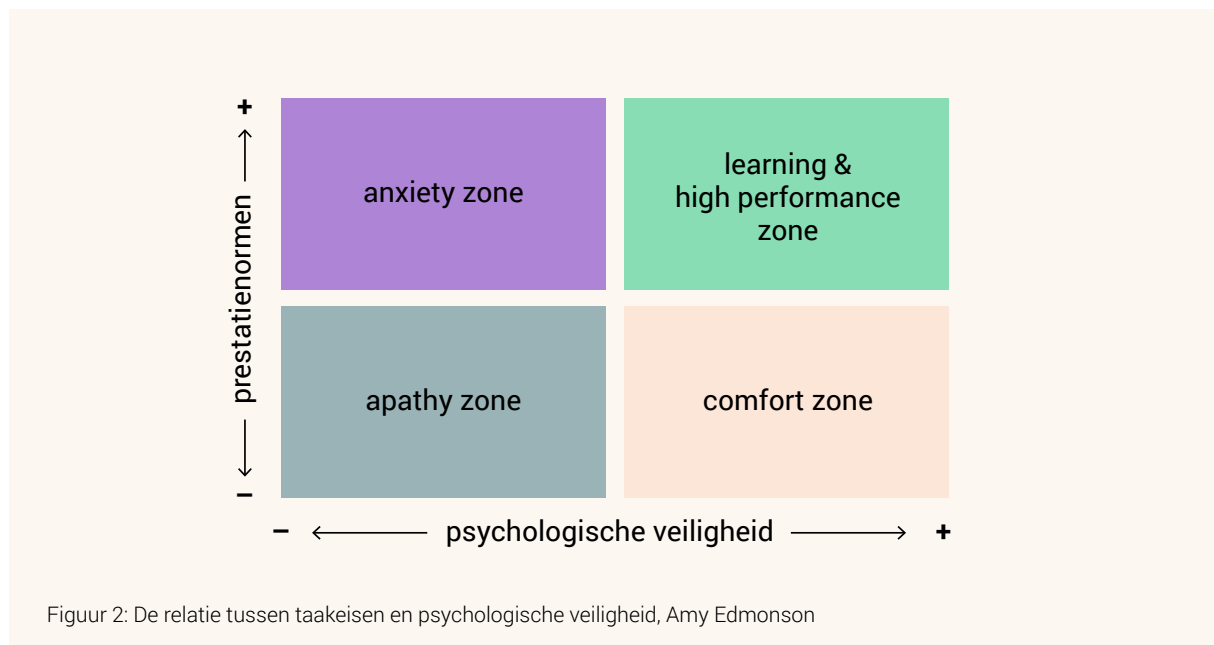 +
prestatienormen
–
anxiety zone
learning &
high performance
zone
apathy zone
comfort zone
– psychologische veiligheid +
Figuur 2: De relatie tussen taakeisen en psychologische veiligheid, Amy Edmonson